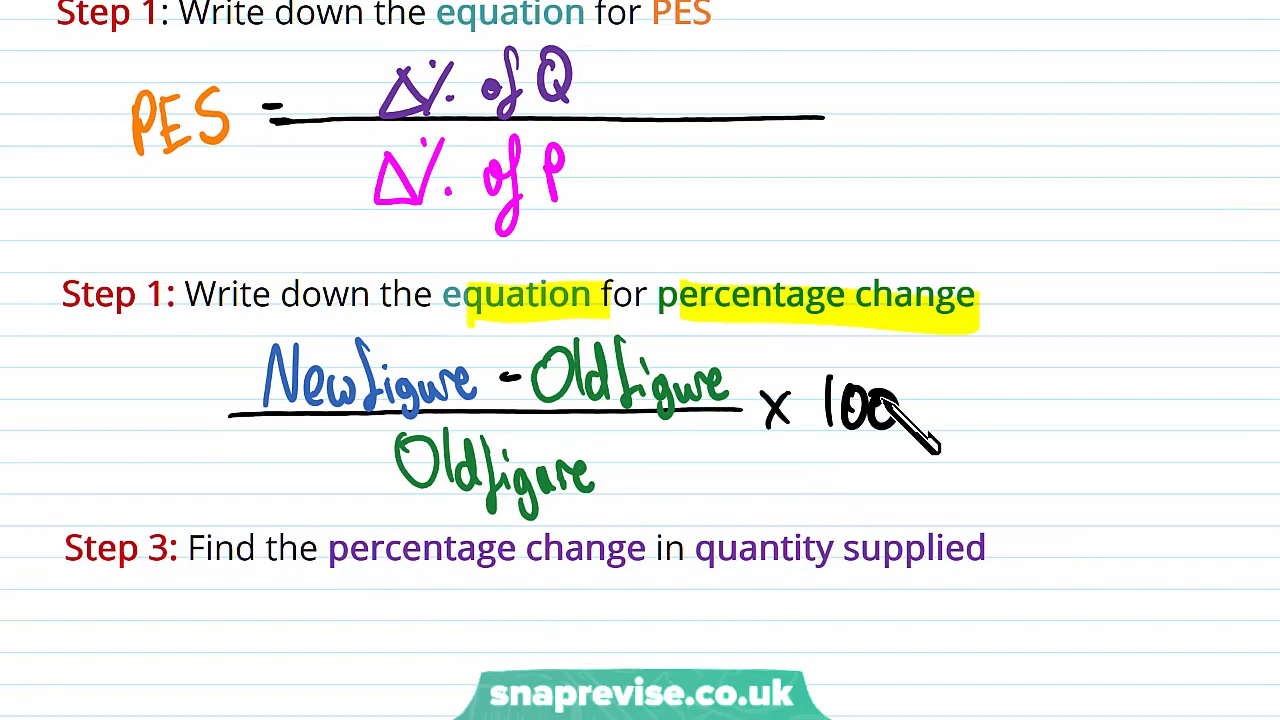 Step 1: Write down the equation for PES
PES = Δ% of Q
Δ% of P
Step 1: Write down the equation for percentage change
New figure - Old figure
Old figure
x 100
Step 3: Find the percentage change in quantity supplied
snaprevise.co.uk